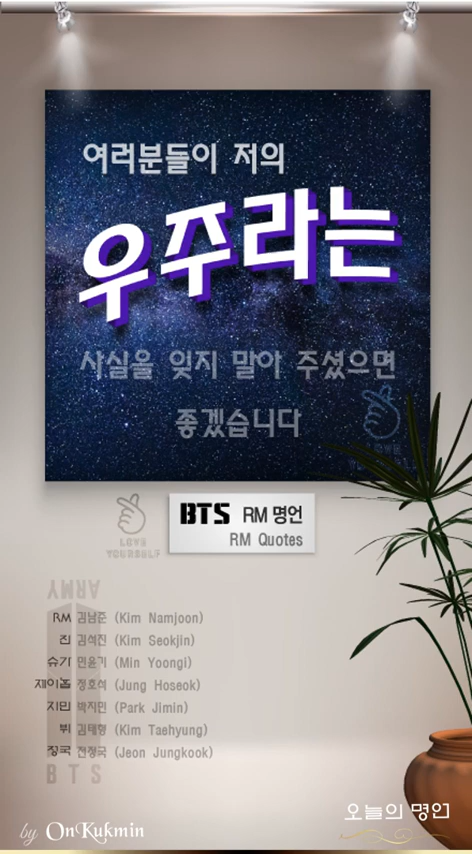 여러분들이 저의
우주라는
사실을 잊지 말아 주셨으면
좋겠습니다
BTS RM 명언
RM Quotes
LOVE
YOURSELF
ARMY
RM 김남준 (Kim Namjoon)
진 김석진 (Kim Seokjin)
슈가 민윤기 (Min Yoongi)
제이홉 정호석 (Jung Hoseok)
지민 박지민 (Park Jimin)
뷔 김태형 (Kim Taehyung)
정국 전정국 (Jeon Jungkook)
BTS
오늘의 명언
by OnKukmin